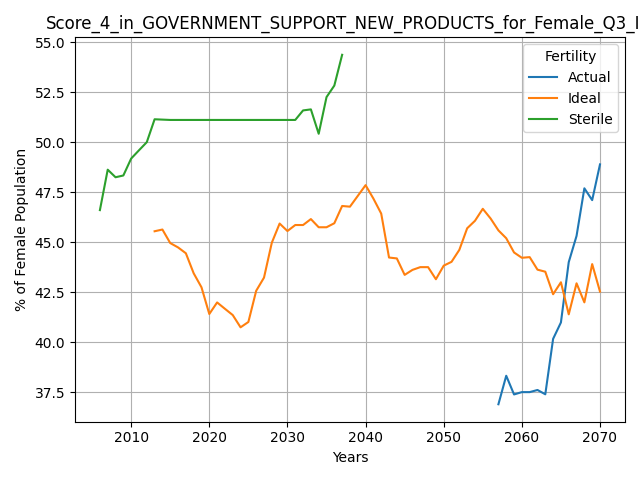 Score_4_in_GOVERNMENT_SUPPORT_NEW_PRODUCTS_for_Female_Q3_I
55.0
52.5
50.0
47.5
45.0
42.5
40.0
37.5
% of Female Population
Fertility
Actual
Ideal
Sterile
2010 2020 2030 2040 2050 2060 2070
Years